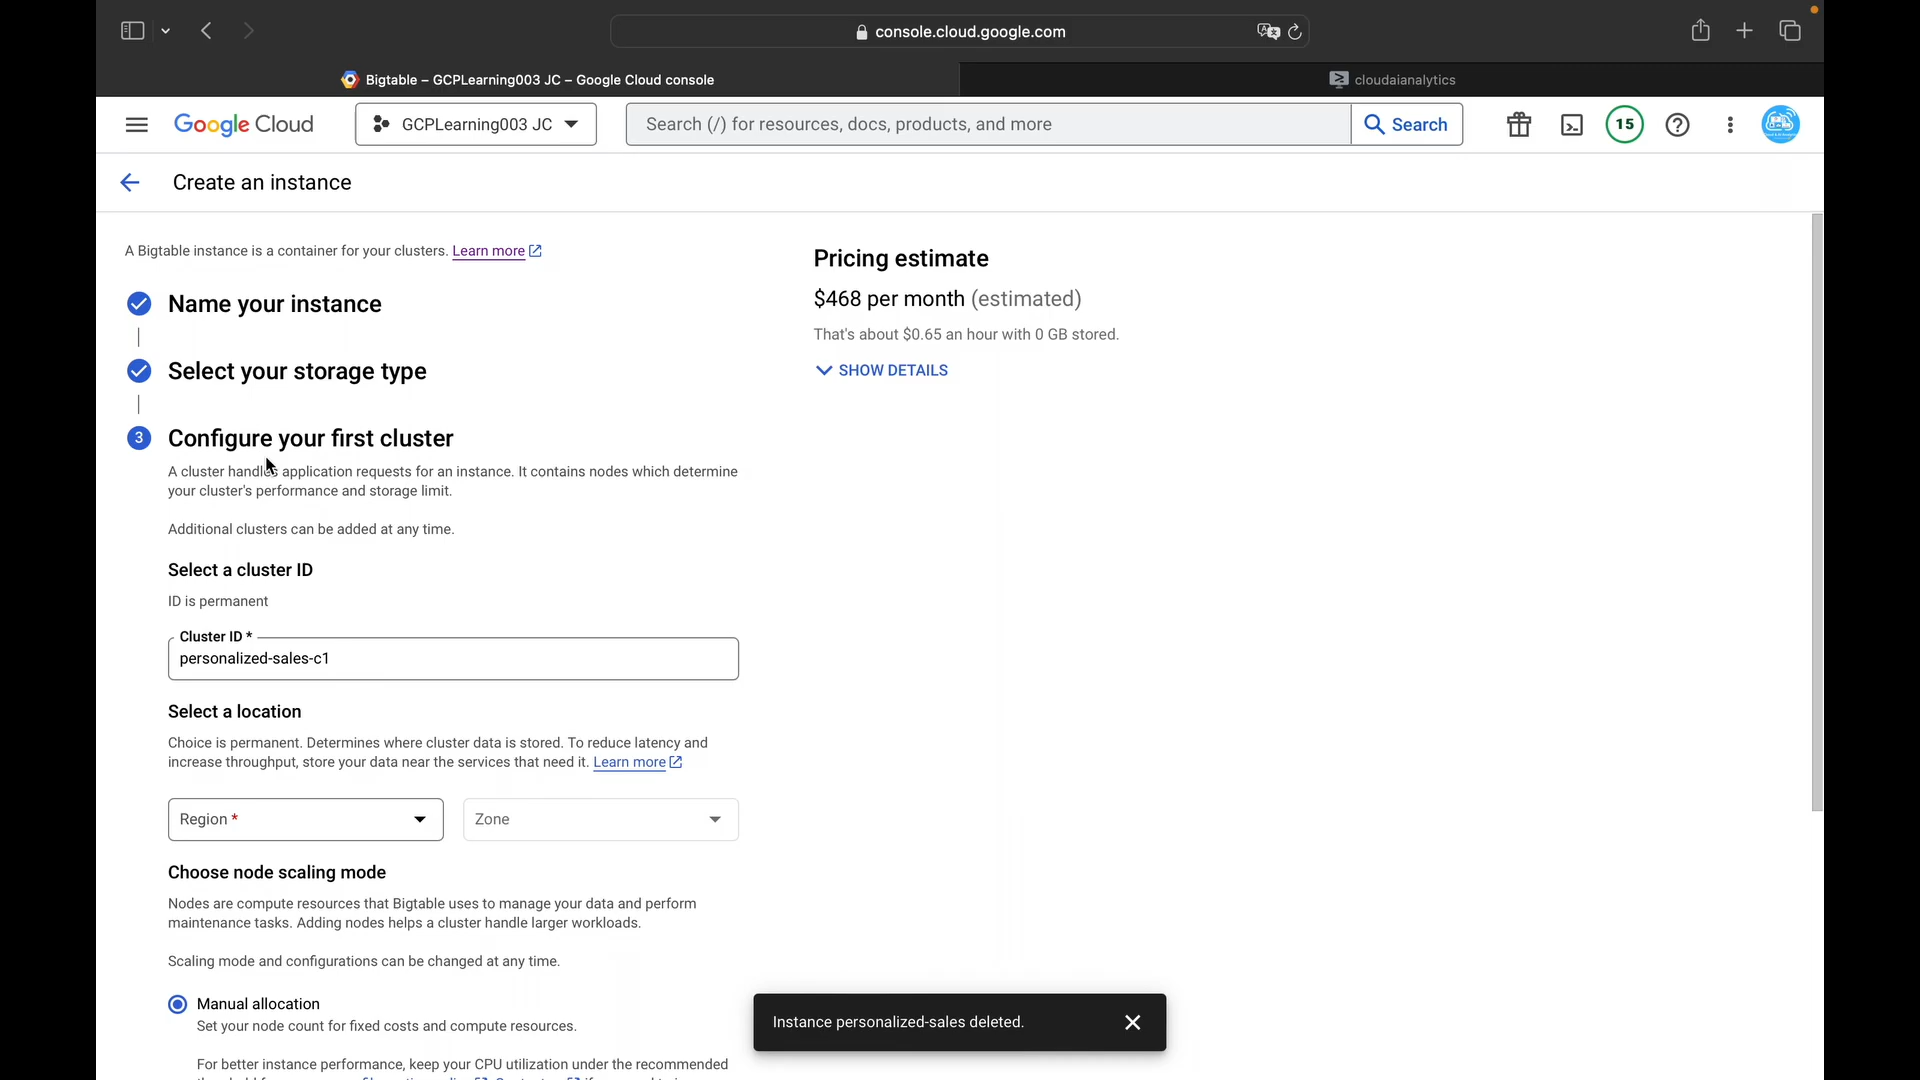 console.cloud.google.com
Bigtable – GCPLearning003 JC – Google Cloud console
cloudaianalytics
Google Cloud
GCPLearning003 JC
Search (/) for resources, docs, products, and more
Search
15
Create an instance
A Bigtable instance is a container for your clusters. Learn more
Name your instance
Select your storage type
3 Configure your first cluster
A cluster handles application requests for an instance. It contains nodes which determine
your cluster's performance and storage limit.
Additional clusters can be added at any time.
Select a cluster ID
ID is permanent
Cluster ID *
personalized-sales-c1
Select a location
Choice is permanent. Determines where cluster data is stored. To reduce latency and
increase throughput, store your data near the services that need it. Learn more
Region *
Zone
Choose node scaling mode
Nodes are compute resources that Bigtable uses to manage your data and perform
maintenance tasks. Adding nodes helps a cluster handle larger workloads.
Scaling mode and configurations can be changed at any time.
Manual allocation
Set your node count for fixed costs and compute resources.
For better instance performance, keep your CPU utilization under the recommended
Pricing estimate
$468 per month (estimated)
That's about $0.65 an hour with 0 GB stored.
SHOW DETAILS
Instance personalized-sales deleted.